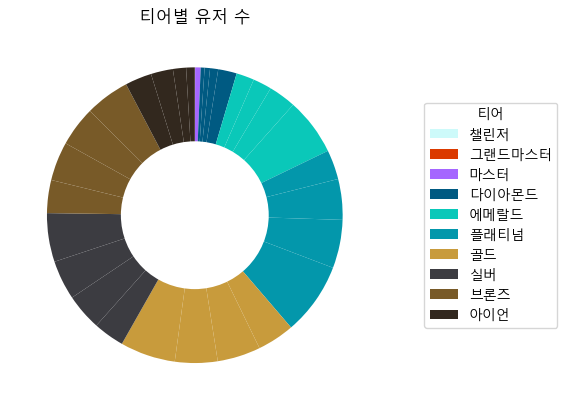 티어별 유저 수
티어
챌린저
그랜드마스터
마스터
다이아몬드
에메랄드
플래티넘
골드
실버
브론즈
아이언